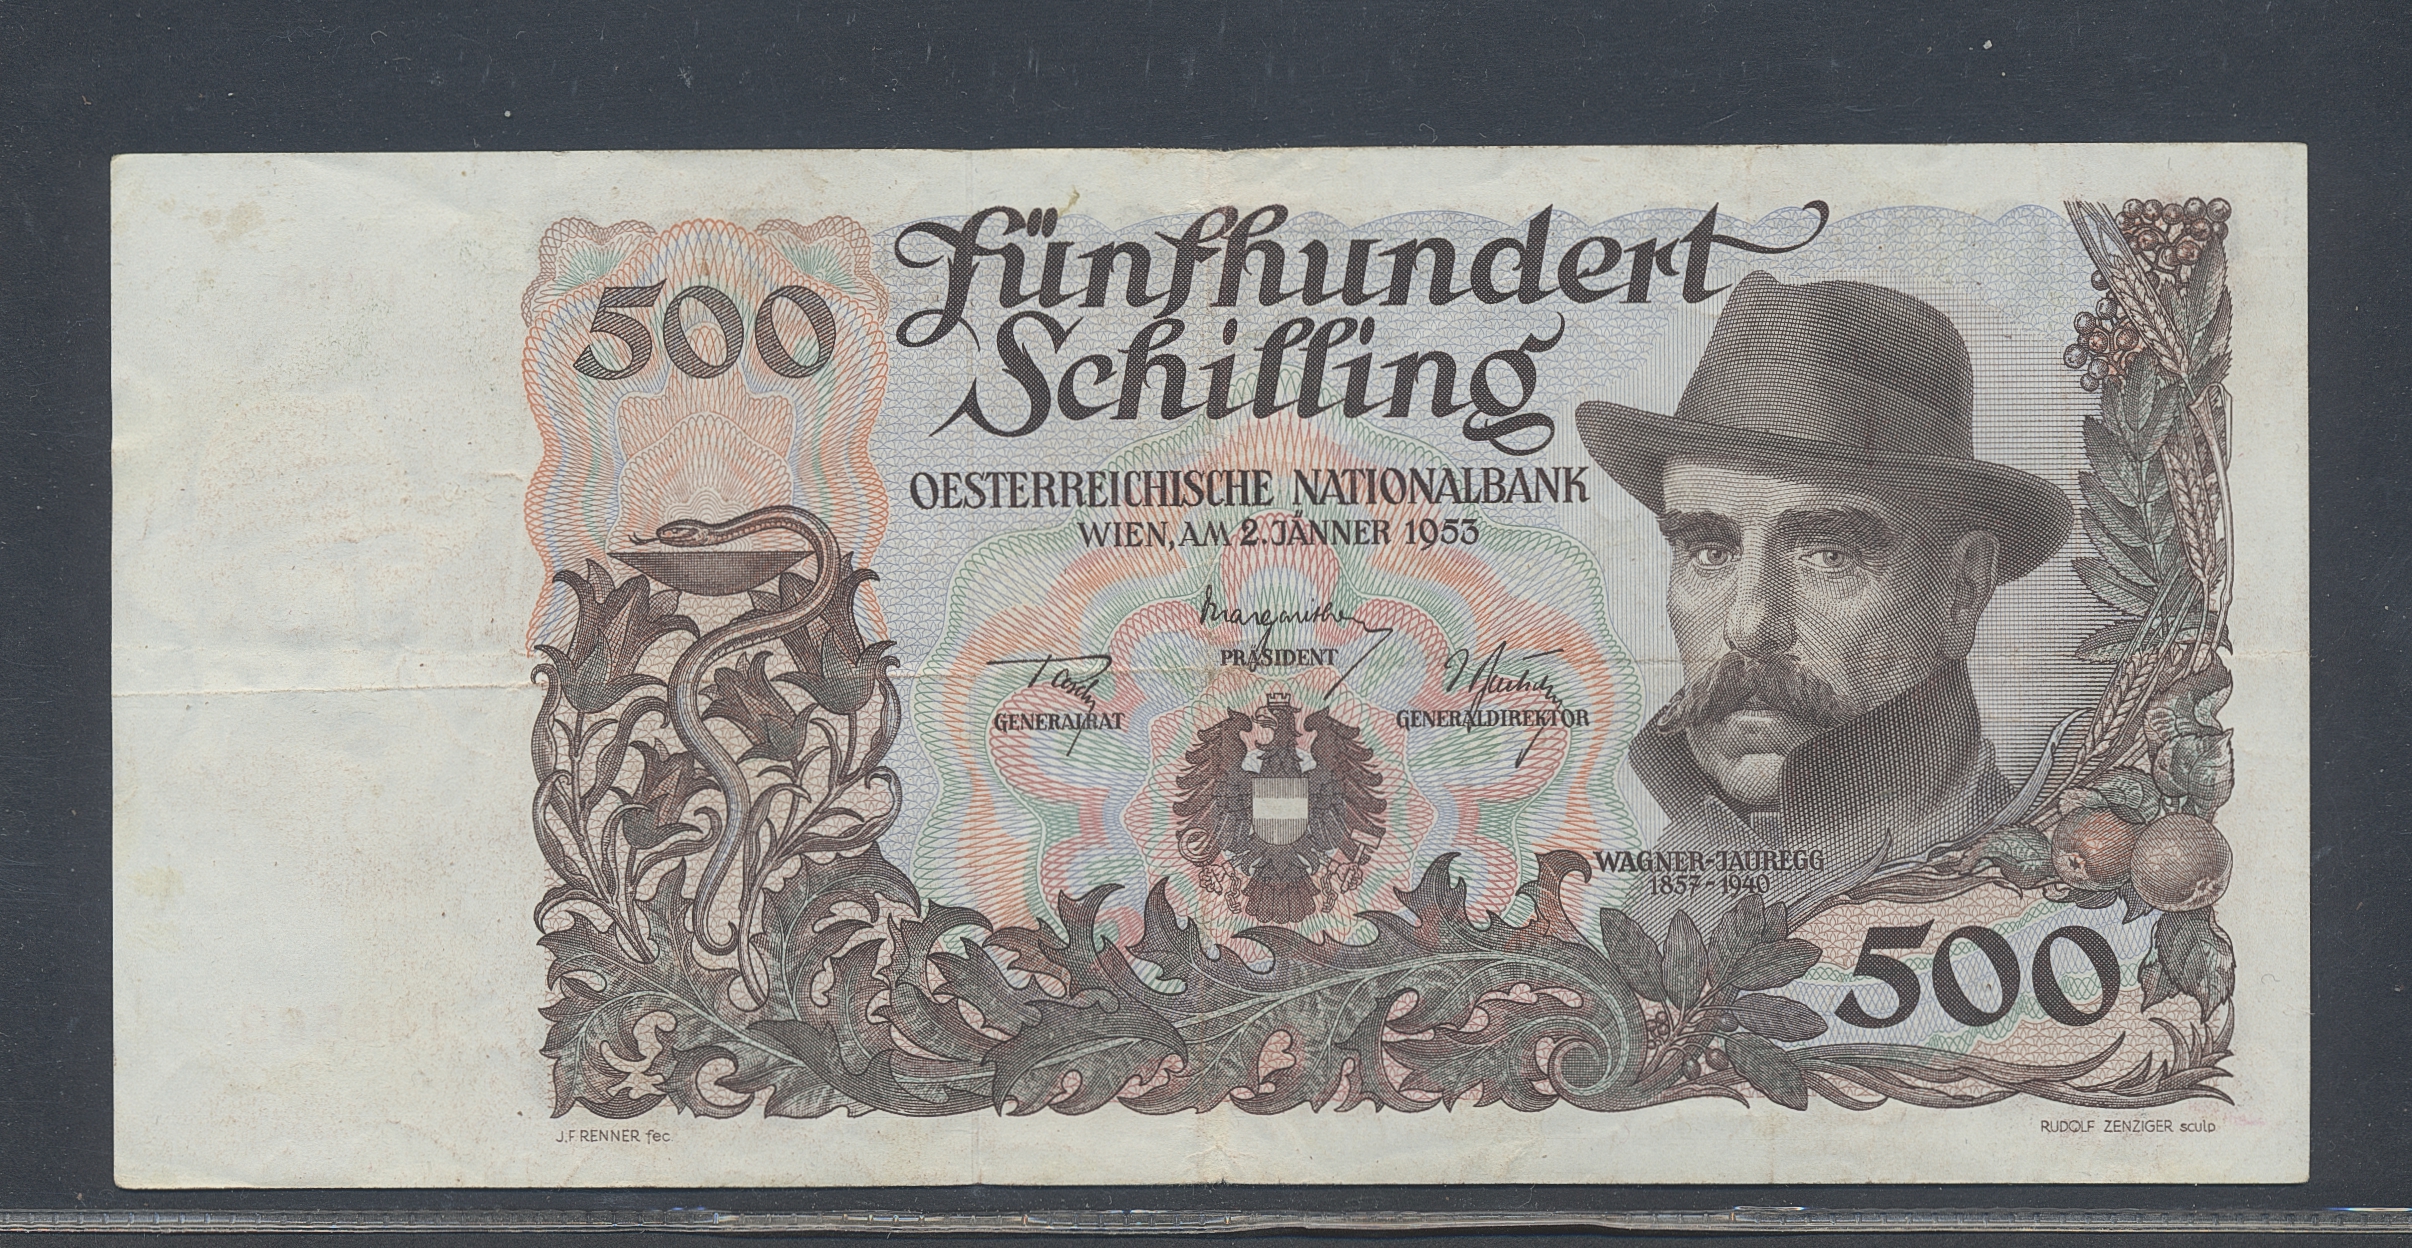 500
Fünfhundert
Schilling
OESTERREICHISCHE NATIONALBANK
WIEN, AM 2. JÄNNER 1953
PRÄSIDENT
GENERALRAT
GENERALDIREKTOR
WAGNER-JAUREGG
1857-1940
500
J.F RENNER fec.
RUDOLF ZENZIGER sculp